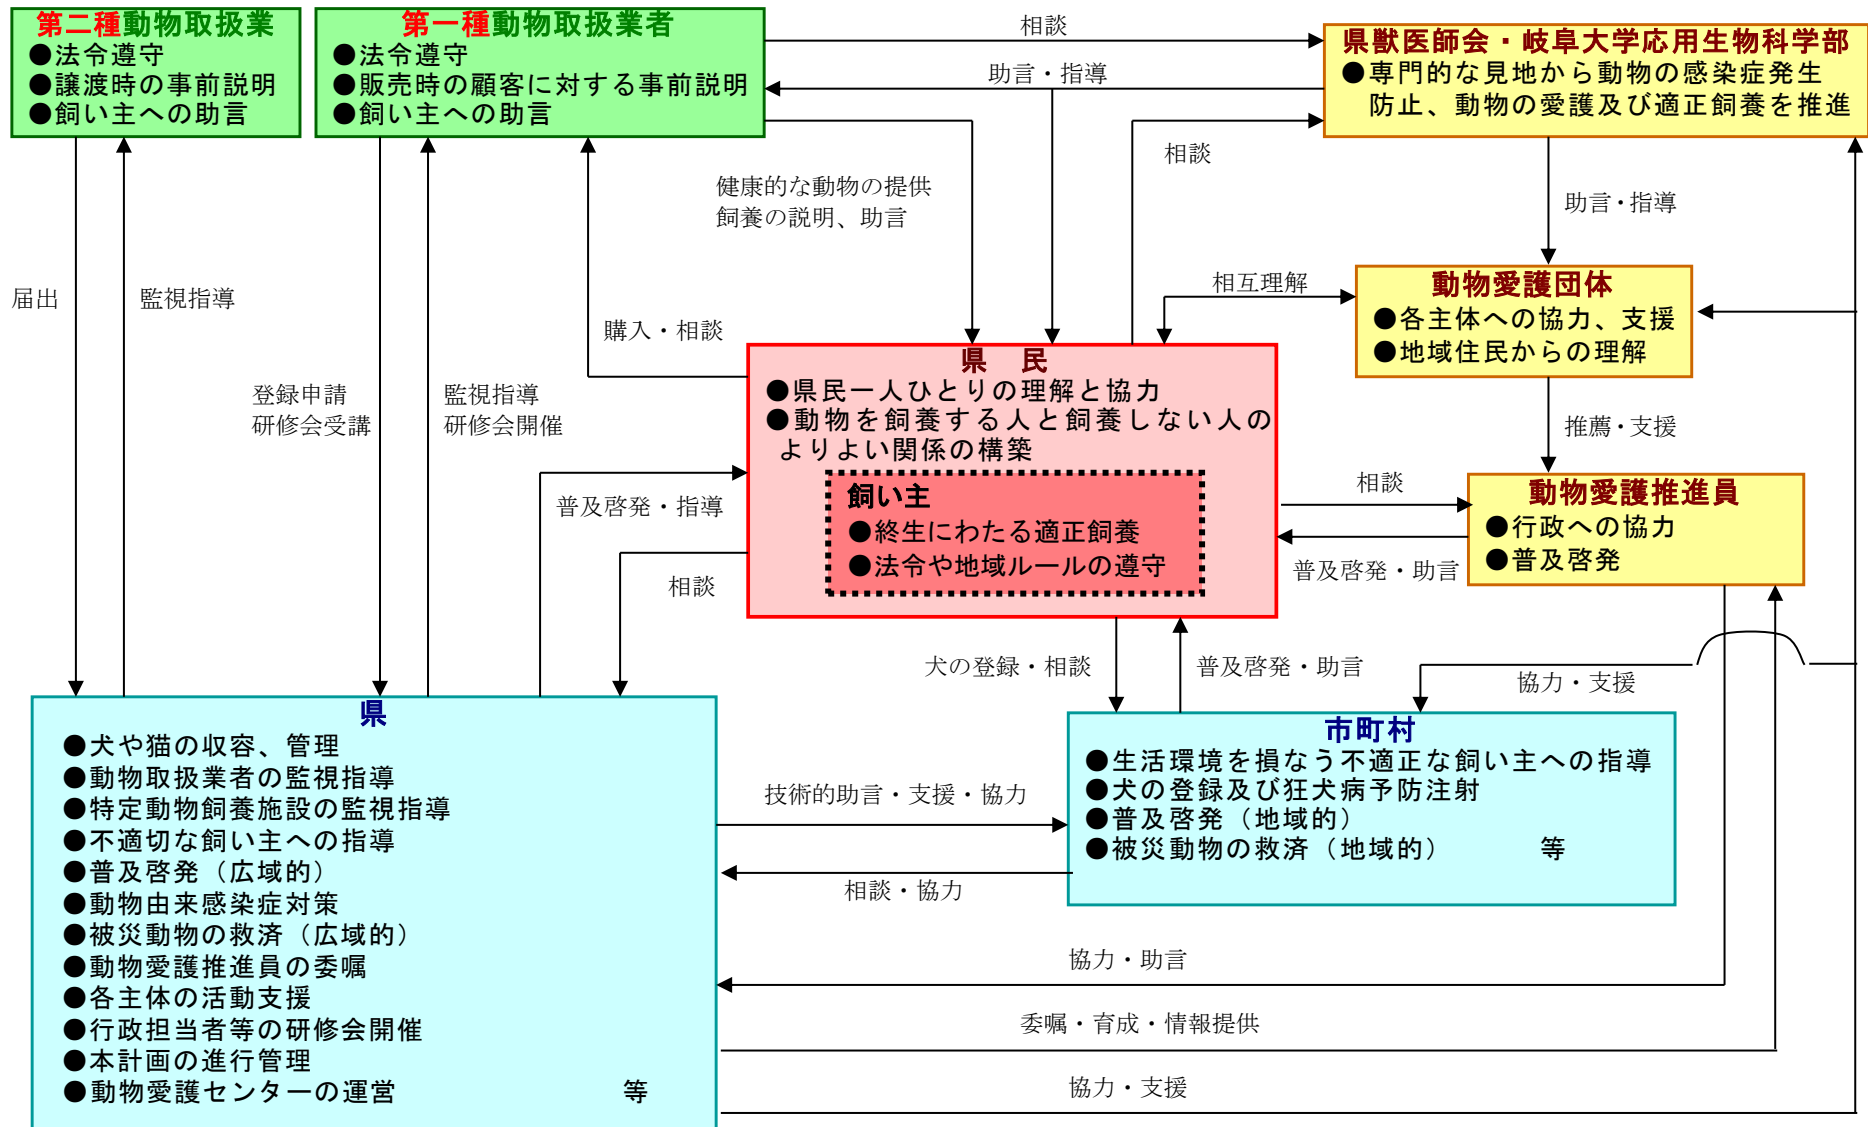 第二種動物取扱業
●法令遵守
●譲渡時の事前説明
●飼い主への助言
第一種動物取扱業者
●法令遵守
●販売時の顧客に対する事前説明
●飼い主への助言
相談
助言・指導
県獣医師会・岐阜大学応用生物科学部
●専門的な見地から動物の感染症発生
防止、動物の愛護及び適正飼養を推進
相談
健康的な動物の提供
飼養の説明、助言
助言・指導
届出
監視指導
購入・相談
相互理解
動物愛護団体
●各主体への協力、支援
●地域住民からの理解
登録申請
研修会受講
監視指導
研修会開催
県　民
●県民一人ひとりの理解と協力
●動物を飼養する人と飼養しない人の
よりよい関係の構築
飼い主
●終生にわたる適正飼養
●法令や地域ルールの遵守
推薦・支援
普及啓発・指導
相談
相談
普及啓発・助言
動物愛護推進員
●行政への協力
●普及啓発
犬の登録・相談
普及啓発・助言
協力・支援
県
●犬や猫の収容、管理
●動物取扱業者の監視指導
●特定動物飼養施設の監視指導
●不適切な飼い主への指導
●普及啓発（広域的）
●動物由来感染症対策
●被災動物の救済（広域的）
●動物愛護推進員の委嘱
●各主体の活動支援
●行政担当者等の研修会開催
●本計画の進行管理
●動物愛護センターの運営　　　　等
技術的助言・支援・協力
相談・協力
市町村
●生活環境を損なう不適正な飼い主への指導
●犬の登録及び狂犬病予防注射
●普及啓発（地域的）
●被災動物の救済（地域的）　　　等
協力・助言
委嘱・育成・情報提供
協力・支援